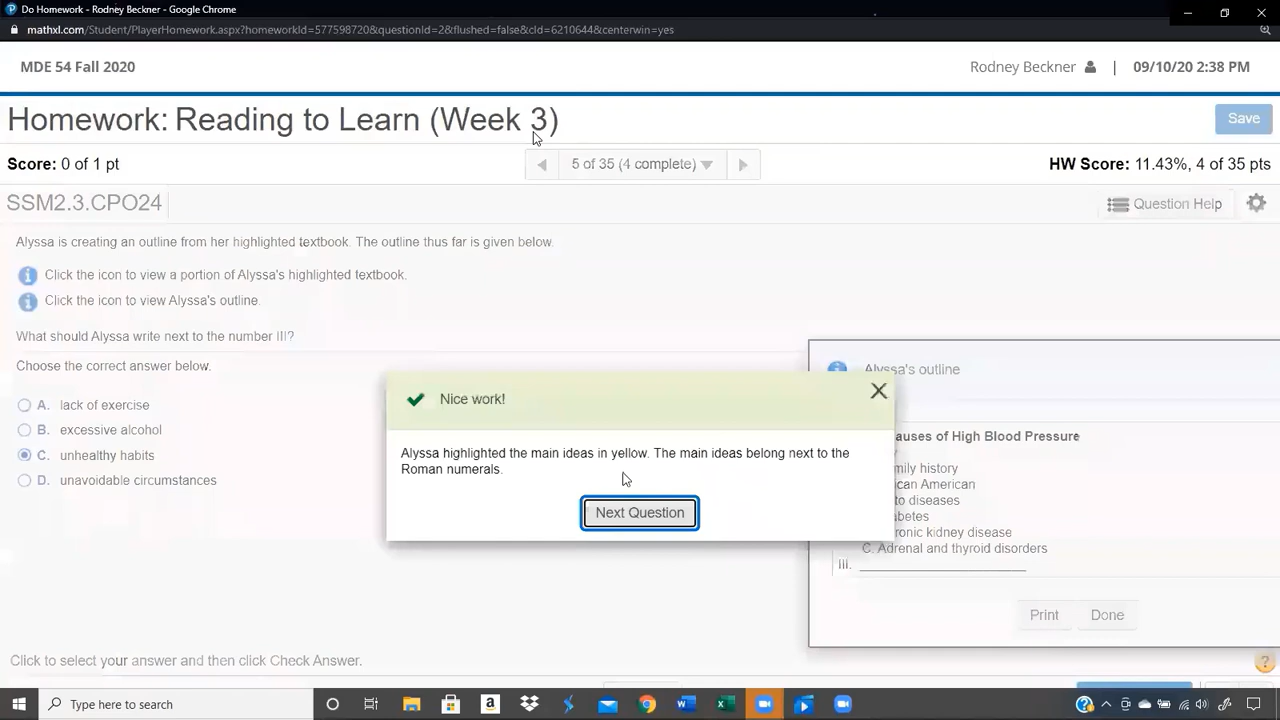 Do Homework - Rodney Beckner - Google Chrome
mathxl.com/Student/PlayerHomework.aspx?homeworkId=577598720&questionId=2&flushed=false&cId=6210644&centerwin=yes
MDE 54 Fall 2020
Rodney Beckner | 09/10/20 2:38 PM
Homework: Reading to Learn (Week 3)
Save
Score: 0 of 1 pt
5 of 35 (4 complete)
HW Score: 11.43%, 4 of 35 pts
SSM2.3.CPO24
Question Help
Alyssa is creating an outline from her highlighted textbook. The outline thus far is given below.
Click the icon to view a portion of Alyssa's highlighted textbook.
Click the icon to view Alyssa's outline.
What should Alyssa write next to the number III?
Choose the correct answer below.
A. lack of exercise
B. excessive alcohol
C. unhealthy habits
D. unavoidable circumstances
Nice work!
Alyssa highlighted the main ideas in yellow. The main ideas belong next to the
Roman numerals.
Next Question
Alyssa's outline
auses of High Blood Pressure
mily history
ican American
to diseases
abetes
ronic kidney disease
C. Adrenal and thyroid disorders
III. ____________________
Print Done
Click to select your answer and then click Check Answer.
?
Type here to search